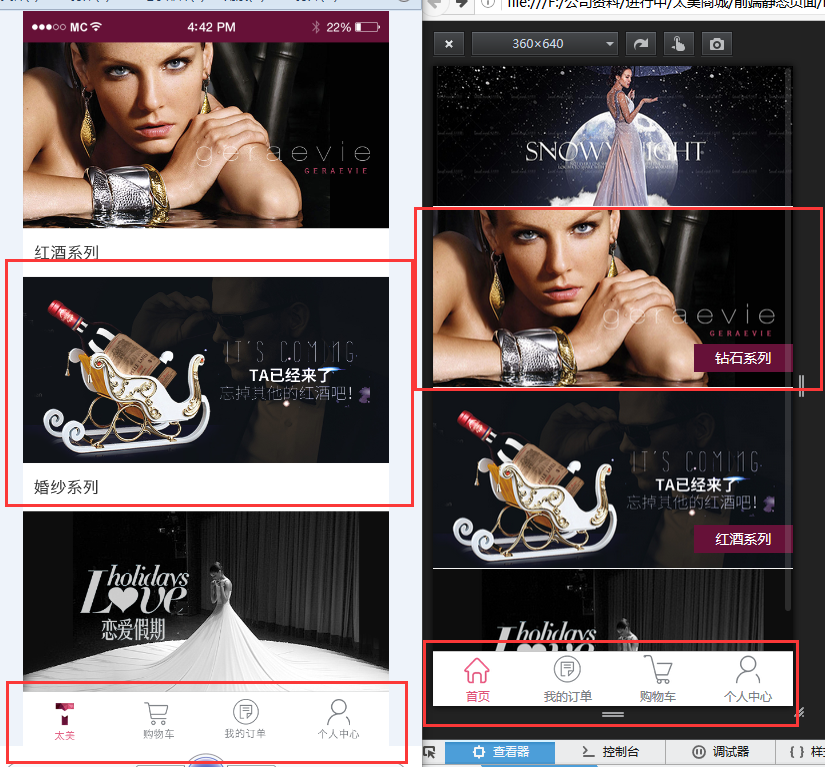 MC
4:42 PM
22%
geraevie
GERAEVIE
红酒系列
IT'S COMING
TA已经来了
忘掉其他的红酒吧!
婚纱系列
holidays
Love
恋爱假期
太美
购物车
我的订单
个人中心
file:///F:/公司资料/进行中/太美商城/前端静态页面/
×
360×640
SNOWY NIGHT
geraevie
GERAEVIE
钻石系列
IT'S COMING
TA已经来了
忘掉其他的红酒吧!
红酒系列
holidays
首页
我的订单
购物车
个人中心
查看器
控制台
调试器
{ } 样